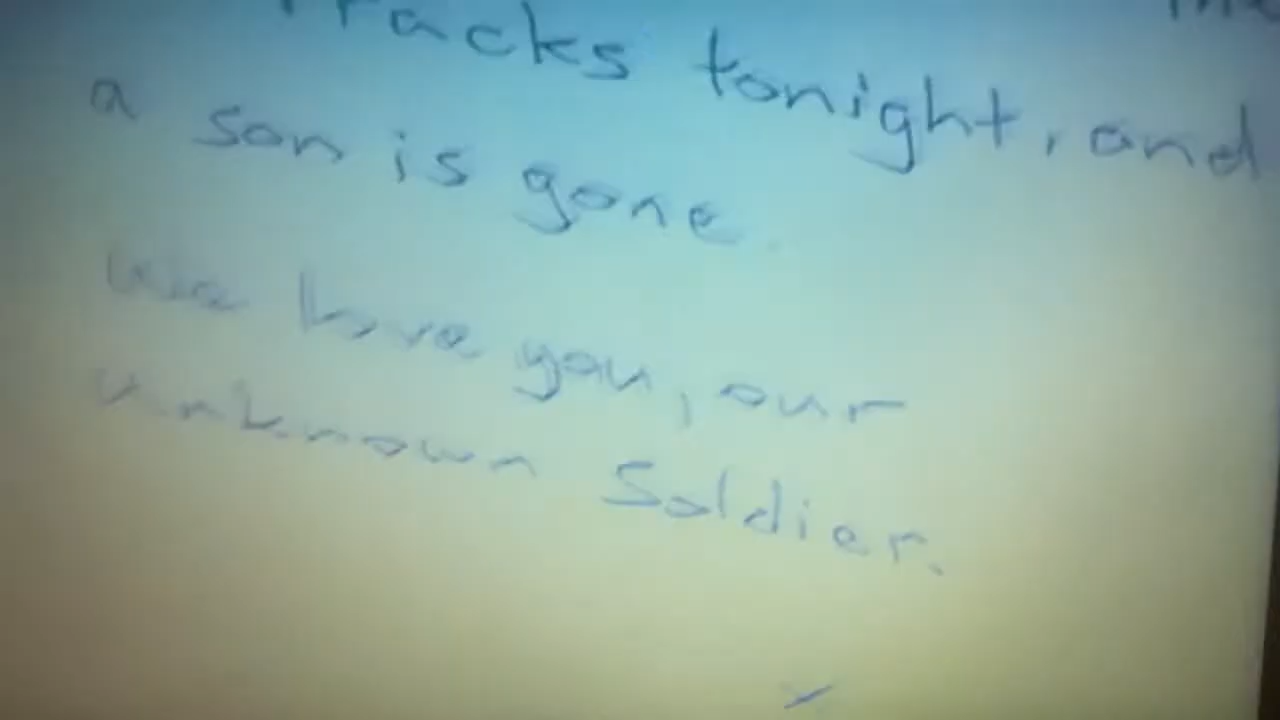 tracks tonight, and
a son is gone.
We love you, our
unknown Soldier.